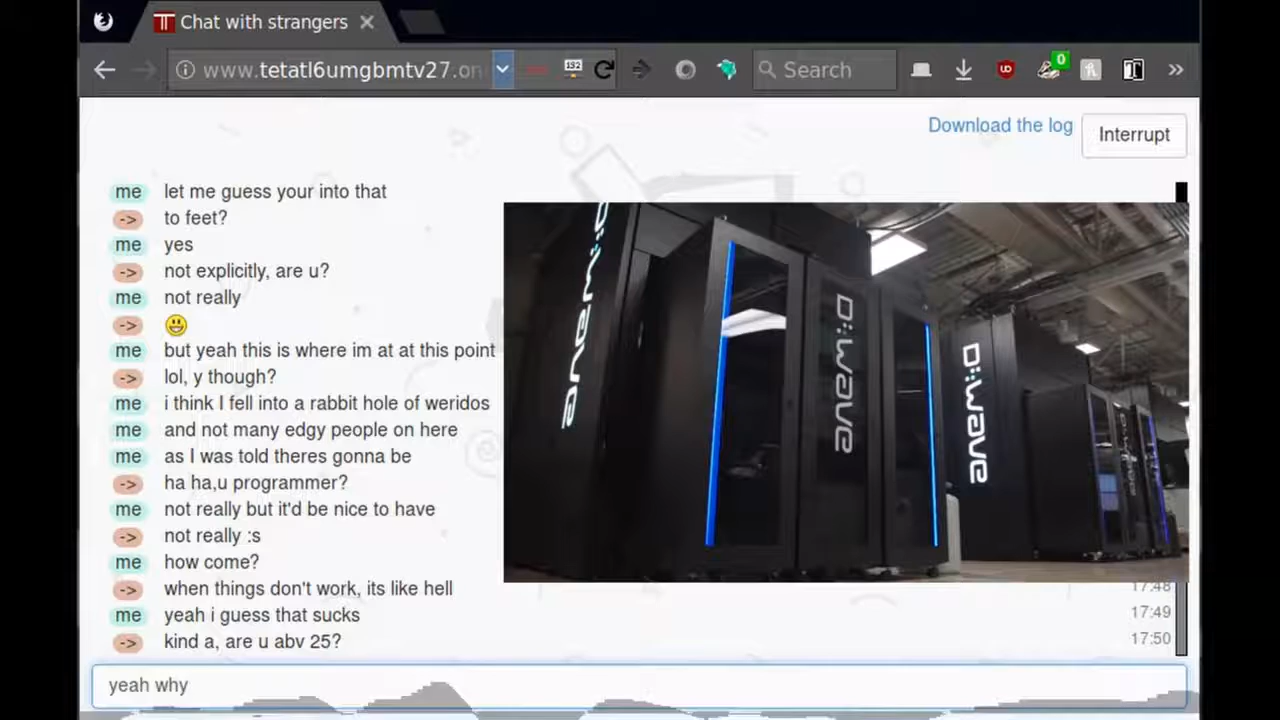 Chat with strangers
www.tetatl6umgbmtv27.on
192
Search
0
Download the log
Interrupt
me let me guess your into that
-> to feet?
me yes
-> not explicitly, are u?
me not really
->
me but yeah this is where im at at this point
-> lol, y though?
me i think I fell into a rabbit hole of weridos
me and not many edgy people on here
me as I was told theres gonna be
-> ha ha,u programmer?
me not really but it'd be nice to have
-> not really :s
me how come?
-> when things don't work, its like hell 17:48
me yeah i guess that sucks 17:49
-> kind a, are u abv 25? 17:50
yeah why
D:wave
D:wave
D:wave
D:wave